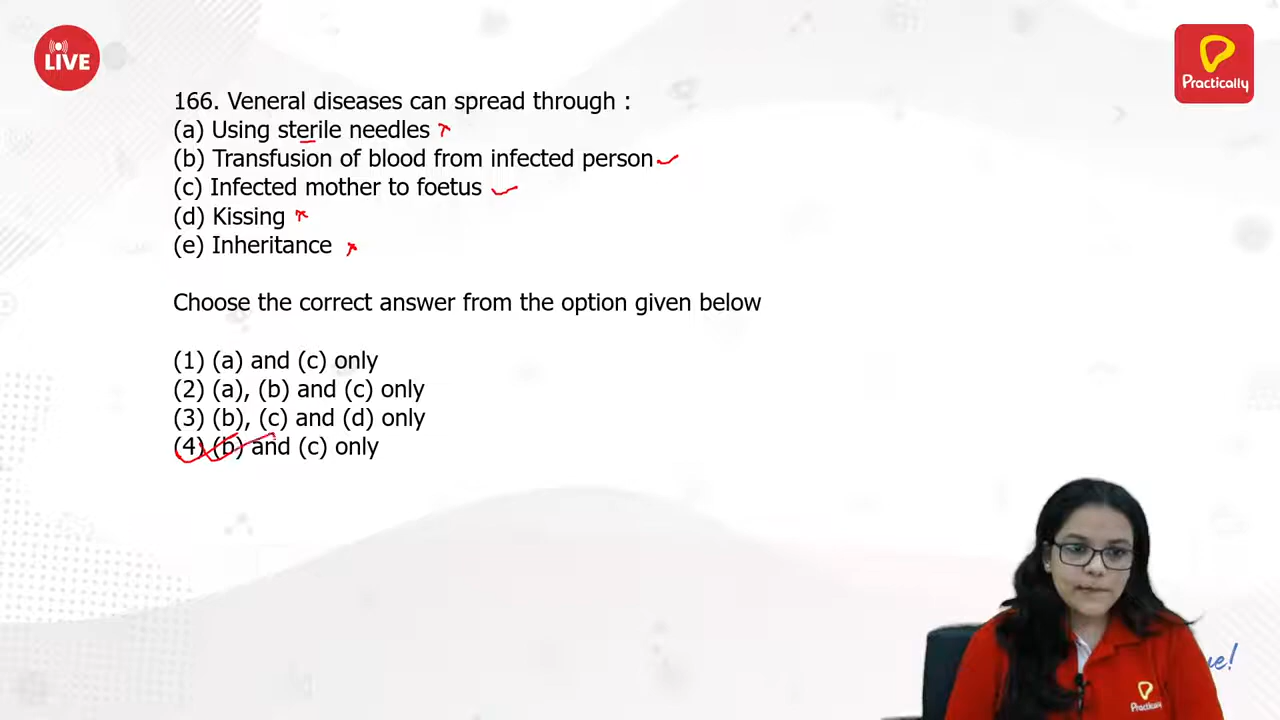 LIVE
Practically
166. Veneral diseases can spread through :
(a) Using sterile needles
(b) Transfusion of blood from infected person
(c) Infected mother to foetus
(d) Kissing
(e) Inheritance
Choose the correct answer from the option given below
(1) (a) and (c) only
(2) (a), (b) and (c) only
(3) (b), (c) and (d) only
(4) (b) and (c) only
Practically